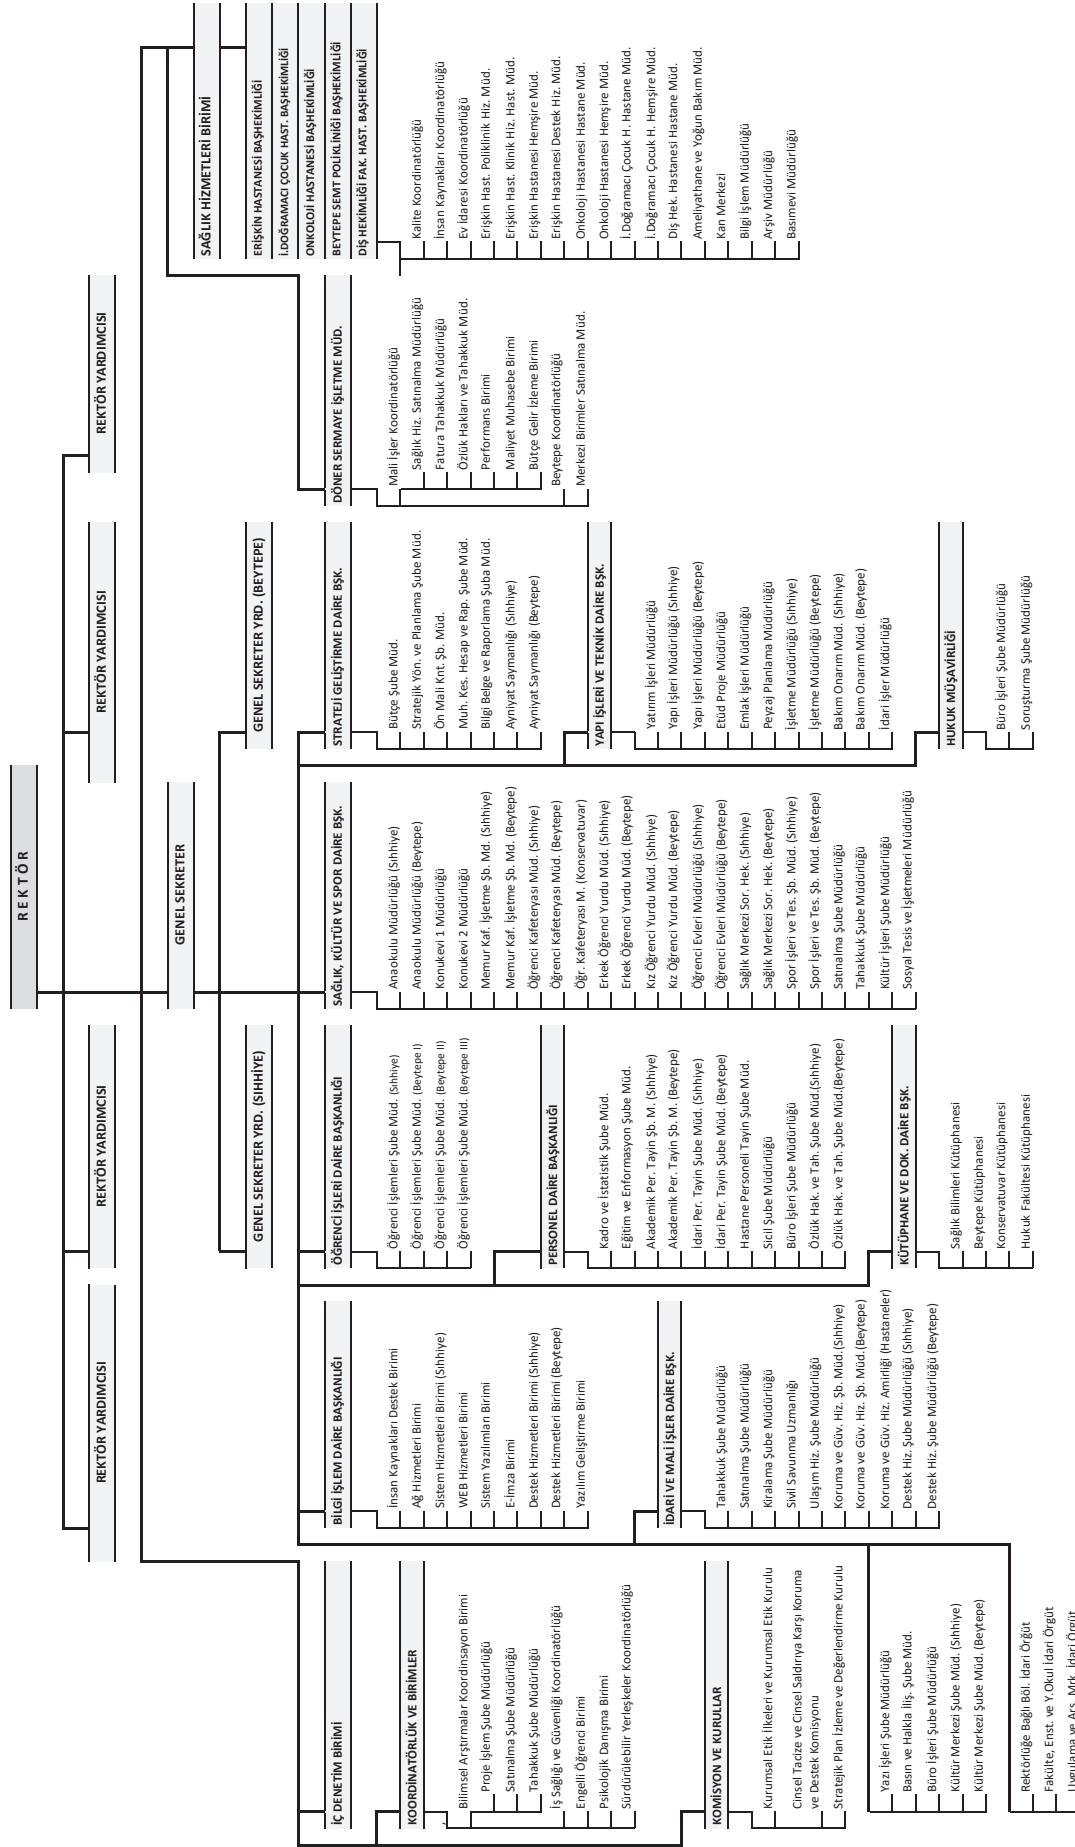 R E K T Ö R
REKTÖR YARDIMCISI
REKTÖR YARDIMCISI
REKTÖR YARDIMCISI
REKTÖR YARDIMCISI
GENEL SEKRETER
SAĞLIK HİZMETLERİ BİRİMİ
GENEL SEKRETER YRD. (SIHHİYE)
GENEL SEKRETER YRD. (BEYTEPE)
ERİŞKİN HASTANESİ BAŞHEKİMLİĞİ
İ.DOĞRAMACI ÇOCUK HAST. BAŞHEKİMLİĞİ
ONKOLOJİ HASTANESİ BAŞHEKİMLİĞİ
BEYTEPE SEMT POLİKLİNİĞİ BAŞHEKİMLİĞİ
DİŞ HEKİMLİĞİ FAK. HAST. BAŞHEKİMLİĞİ
İÇ DENETİM BİRİMİ
KOORDİNATÖRLÜK VE BİRİMLER
Bilimsel Arştırmalar Koordinsayon Birimi
Proje İşlem Şube Müdürlüğü
Satınalma Şube Müdürlüğü
Tahakkuk Şube Müdürlüğü
İş Sağlığı ve Güvenliği Koordinatörlüğü
Engelli Öğrenci Birimi
Psikolojik Danışma Birimi
Sürdürülebilir Yerleşkeler Koordinatörlüğü
KOMİSYON VE KURULLAR
Kurumsal Etik İlkeleri ve Kurumsal Etik Kurulu
Cinsel Tacize ve Cinsel Saldırıya Karşı Koruma
ve Destek Komisyonu
Stratejik Plan İzleme ve Değerlendirme Kurulu
Yazı İşleri Şube Müdürlüğü
Basın ve Halkla İliş. Şube Müd.
Büro İşleri Şube Müdürlüğü
Kültür Merkezi Şube Müd. (Sıhhiye)
Kültür Merkezi Şube Müd. (Beytepe)
Rektörlüğe Bağlı Böl. İdari Örgüt
Fakülte, Enst. ve Y.Okul İdari Örgüt
Uygulama ve Arş. Mrk. İdari Örgüt
BİLGİ İŞLEM DAİRE BAŞKANLIĞI
İnsan Kaynakları Destek Birimi
Ağ Hizmetleri Birimi
Sistem Hizmetleri Birimi (Sıhhiye)
WEB Hizmetleri Birimi
Sistem Yazılımları Birimi
E-İmza Birimi
Destek Hizmetleri Birimi (Sıhhiye)
Destek Hizmetleri Birimi (Beytepe)
Yazılım Geliştirme Birimi
İDARİ VE MALİ İŞLER DAİRE BŞK.
Tahakkuk Şube Müdürlüğü
Satınalma Şube Müdürlüğü
Kiralama Şube Müdürlüğü
Sivil Savunma Uzmanlığı
Ulaşım Hiz. Şube Müdürlüğü
Koruma ve Güv. Hiz. Şb. Müd.(Sıhhiye)
Koruma ve Güv. Hiz. Şb. Müd.(Beytepe)
Koruma ve Güv. Hiz. Amirliği (Hastaneler)
Destek Hiz. Şube Müdürlüğü (Sıhhiye)
Destek Hiz. Şube Müdürlüğü (Beytepe)
ÖĞRENCİ İŞLERİ DAİRE BAŞKANLIĞI
Öğrenci İşlemleri Şube Müd. (Sıhhiye)
Öğrenci İşlemleri Şube Müd. (Beytepe I)
Öğrenci İşlemleri Şube Müd. (Beytepe II)
Öğrenci İşlemleri Şube Müd. (Beytepe III)
PERSONEL DAİRE BAŞKANLIĞI
Kadro ve İstatistik Şube Müd.
Eğitim ve Enformasyon Şube Müd.
Akademik Per. Tayin Şb. M. (Sıhhiye)
Akademik Per. Tayin Şb. M. (Beytepe)
İdari Per. Tayin Şube Müd. (Sıhhiye)
İdari Per. Tayin Şube Müd. (Beytepe)
Hastane Personeli Tayin Şube Müd.
Sicil Şube Müdürlüğü
Büro İşleri Şube Müdürlüğü
Özlük Hak. ve Tah. Şube Müd.(Sıhhiye)
Özlük Hak. ve Tah. Şube Müd.(Beytepe)
KÜTÜPHANE VE DOK. DAİRE BŞK.
Sağlık Bilimleri Kütüphanesi
Beytepe Kütüphanesi
Konservatuvar Kütüphanesi
Hukuk Fakültesi Kütüphanesi
SAĞLIK, KÜLTÜR VE SPOR DAİRE BŞK.
Anaokulu Müdürlüğü (Sıhhiye)
Anaokulu Müdürlüğü (Beytepe)
Konukevi 1 Müdürlüğü
Konukevi 2 Müdürlüğü
Memur Kaf. İşletme Şb. Md. (Sıhhiye)
Memur Kaf. İşletme Şb. Md. (Beytepe)
Öğrenci Kafeteryası Müd. (Sıhhiye)
Öğrenci Kafeteryası Müd. (Beytepe)
Öğr. Kafeteryası M. (Konservatuvar)
Erkek Öğrenci Yurdu Müd. (Sıhhiye)
Erkek Öğrenci Yurdu Müd. (Beytepe)
Kız Öğrenci Yurdu Müd. (Sıhhiye)
Kız Öğrenci Yurdu Müd. (Beytepe)
Öğrenci Evleri Müdürlüğü (Sıhhiye)
Öğrenci Evleri Müdürlüğü (Beytepe)
Sağlık Merkezi Sor. Hek. (Sıhhiye)
Sağlık Merkezi Sor. Hek. (Beytepe)
Spor İşleri ve Tes. Şb. Müd. (Sıhhiye)
Spor İşleri ve Tes. Şb. Müd. (Beytepe)
Satınalma Şube Müdürlüğü
Tahakkuk Şube Müdürlüğü
Kültür İşleri Şube Müdürlüğü
Sosyal Tesis ve İşletmeleri Müdürlüğü
STRATEJİ GELİŞTİRME DAİRE BŞK.
Bütçe Şube Müd.
Stratejik Yön. ve Planlama Şube Müd.
Ön Mali Knt. Şb. Müd.
Muh. Kes. Hesap ve Rap. Şube Müd.
Bilgi Belge ve Raporlama Şuba Müd.
Ayniyat Saymanlığı (Sıhhiye)
Ayniyat Saymanlığı (Beytepe)
YAPI İŞLERİ VE TEKNİK DAİRE BŞK.
Yatırım İşleri Müdürlüğü
Yapı İşleri Müdürlüğü (Sıhhiye)
Yapı İşleri Müdürlüğü (Beytepe)
Etüd Proje Müdürlüğü
Emlak İşleri Müdürlüğü
Peyzaj Planlama Müdürlüğü
İşletme Müdürlüğü (Sıhhiye)
İşletme Müdürlüğü (Beytepe)
Bakım Onarım Müd. (Sıhhiye)
Bakım Onarım Müd. (Beytepe)
İdari İşler Müdürlüğü
HUKUK MÜŞAVİRLİĞİ
Büro İşleri Şube Müdürlüğü
Soruşturma Şube Müdürlüğü
DÖNER SERMAYE İŞLETME MÜD.
Mali İşler Koordinatörlüğü
Sağlık Hiz. Satınalma Müdürlüğü
Fatura Tahakkuk Müdürlüğü
Özlük Hakları ve Tahakkuk Müd.
Performans Birimi
Maliyet Muhasebe Birimi
Bütçe Gelir İzleme Birimi
Beytepe Koordinatörlüğü
Merkezi Birimler Satınalma Müd.
Kalite Koordinatörlüğü
İnsan Kaynakları Koordinatörlüğü
Ev İdaresi Koordinatörlüğü
Erişkin Hast. Poliklinik Hiz. Müd.
Erişkin Hast. Klinik Hiz. Hast. Müd.
Erişkin Hastanesi Hemşire Müd.
Erişkin Hastanesi Destek Hiz. Müd.
Onkoloji Hastanesi Hastane Müd.
Onkoloji Hastanesi Hemşire Müd.
İ.Doğramacı Çocuk H. Hastane Müd.
İ.Doğramacı Çocuk H. Hemşire Müd.
Diş Hek. Hastanesi Hastane Müd.
Ameliyathane ve Yoğun Bakım Müd.
Kan Merkezi
Bilgi İşlem Müdürlüğü
Arşiv Müdürlüğü
Basımevi Müdürlüğü